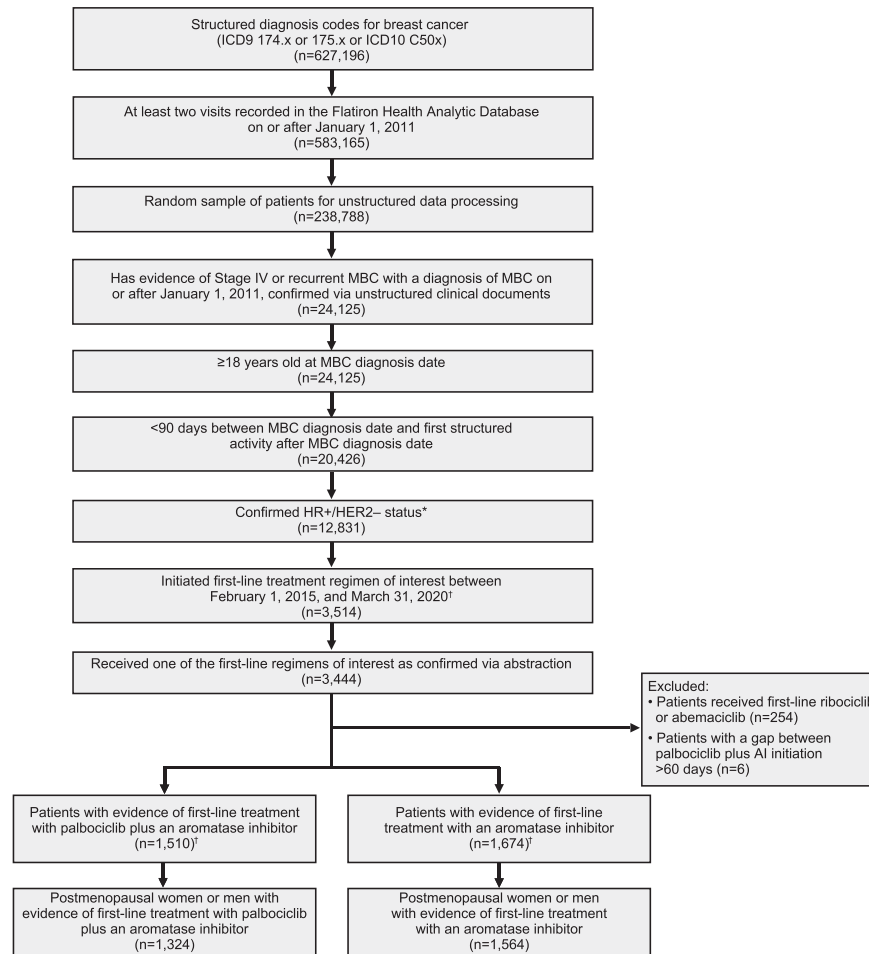 Structured diagnosis codes for breast cancer
(ICD9 174.x or 175.x or ICD10 C50x)
(n=627,196)
At least two visits recorded in the Flatiron Health Analytic Database
on or after January 1, 2011
(n=583,165)
Random sample of patients for unstructured data processing
(n=238,788)
Has evidence of Stage IV or recurrent MBC with a diagnosis of MBC on
or after January 1, 2011, confirmed via unstructured clinical documents
(n=24,125)
≥18 years old at MBC diagnosis date
(n=24,125)
<90 days between MBC diagnosis date and first structured
activity after MBC diagnosis date
(n=20,426)
Confirmed HR+/HER2– status*
(n=12,831)
Initiated first-line treatment regimen of interest between
February 1, 2015, and March 31, 2020†
(n=3,514)
Received one of the first-line regimens of interest as confirmed via abstraction
(n=3,444)
Excluded:
• Patients received first-line ribociclib
or abemaciclib (n=254)
• Patients with a gap between
palbociclib plus AI initiation
>60 days (n=6)
Patients with evidence of first-line treatment
with palbociclib plus an aromatase inhibitor
(n=1,510)†
Patients with evidence of first-line
treatment with an aromatase inhibitor
(n=1,674)†
Postmenopausal women or men with
evidence of first-line treatment with palbociclib
plus an aromatase inhibitor
(n=1,324)
Postmenopausal women or men
with evidence of first-line treatment
with an aromatase inhibitor
(n=1,564)